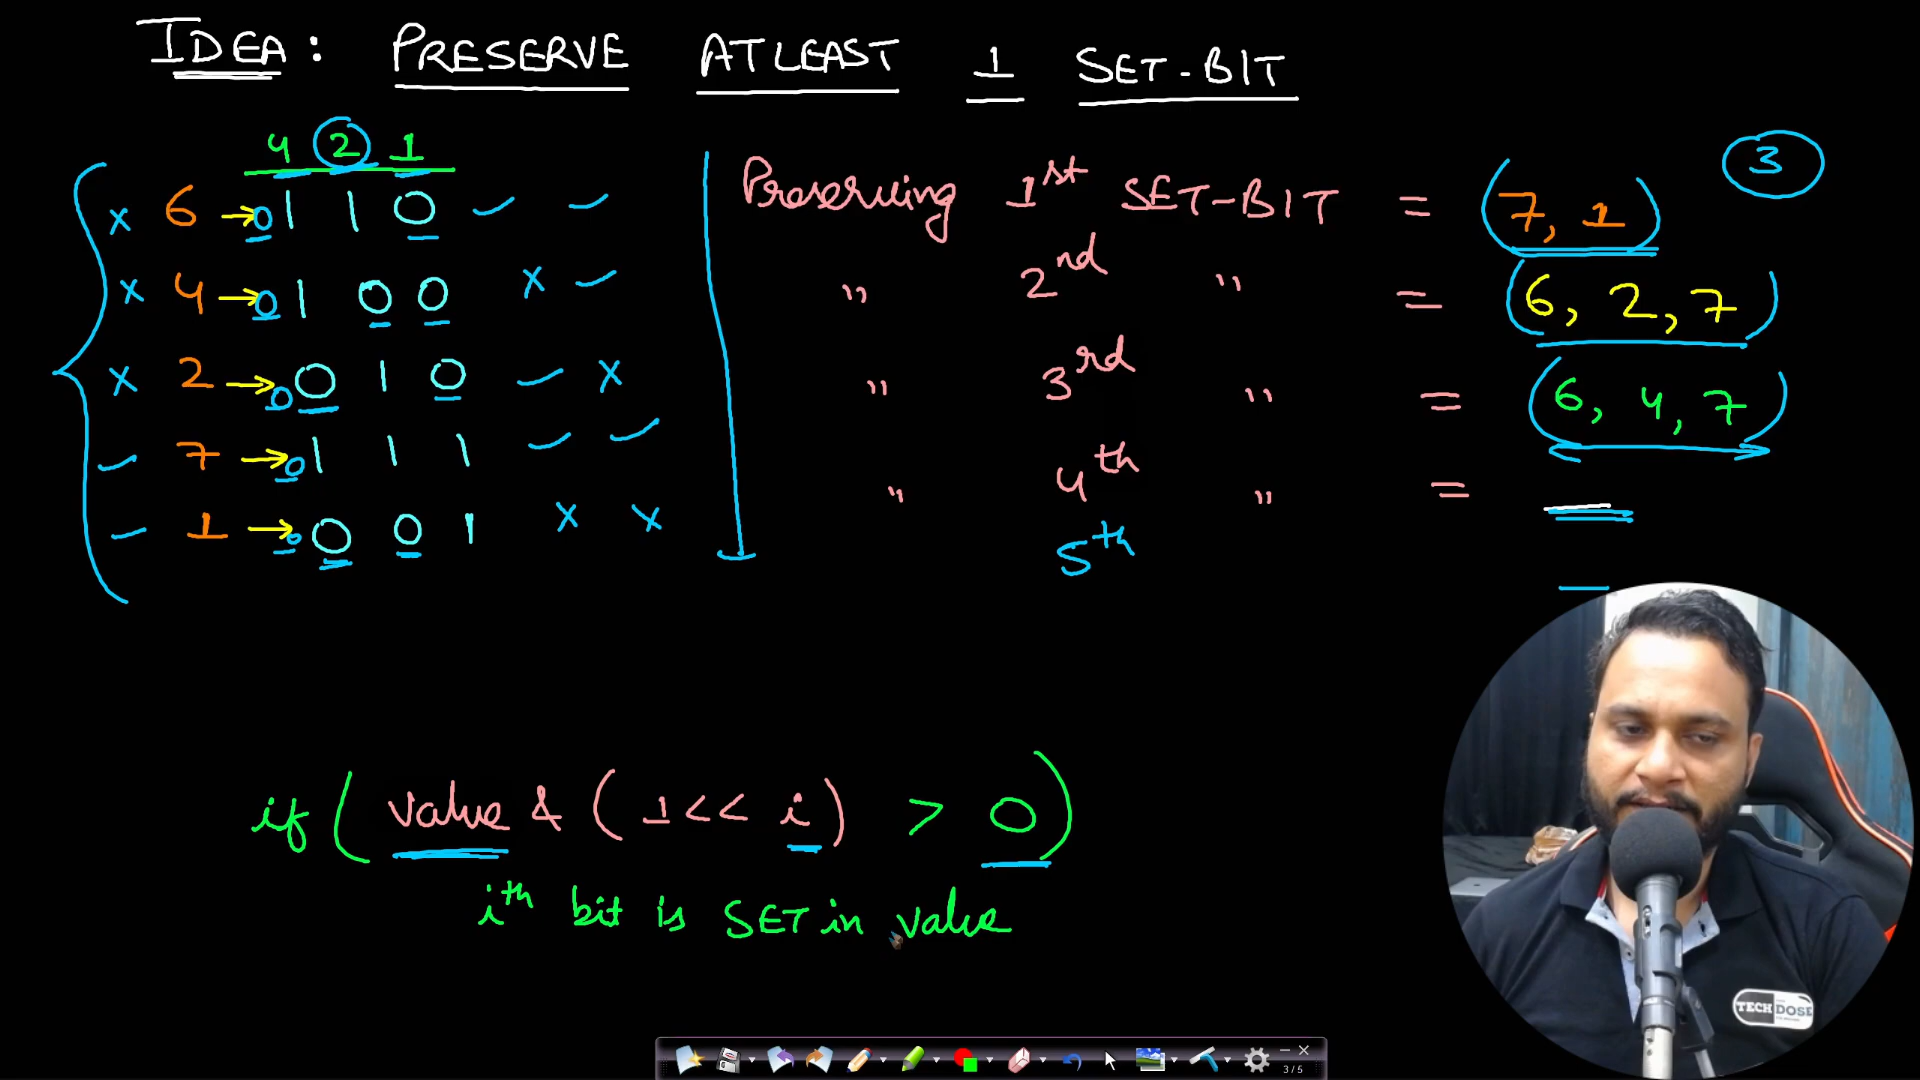 IDEA: PRESERVE ATLEAST 1 SET-BIT
4 2 1
3
x 6 → 0 1 1 0 ✓ ✓
x 4 → 0 1 0 0 x ✓
x 2 → 0 0 1 0 ✓ x
✓ 7 → 0 1 1 1 ✓ ✓
✓ 1 → 0 0 0 1 x x
Preserving 1st SET-BIT = (7, 1)
" 2nd " = (6, 2, 7)
" 3rd " = (6, 4, 7)
" 4th " =
5th
if ( value & (1<< i) > 0 )
ith bit is SET in value
TECH DOSE
3/5